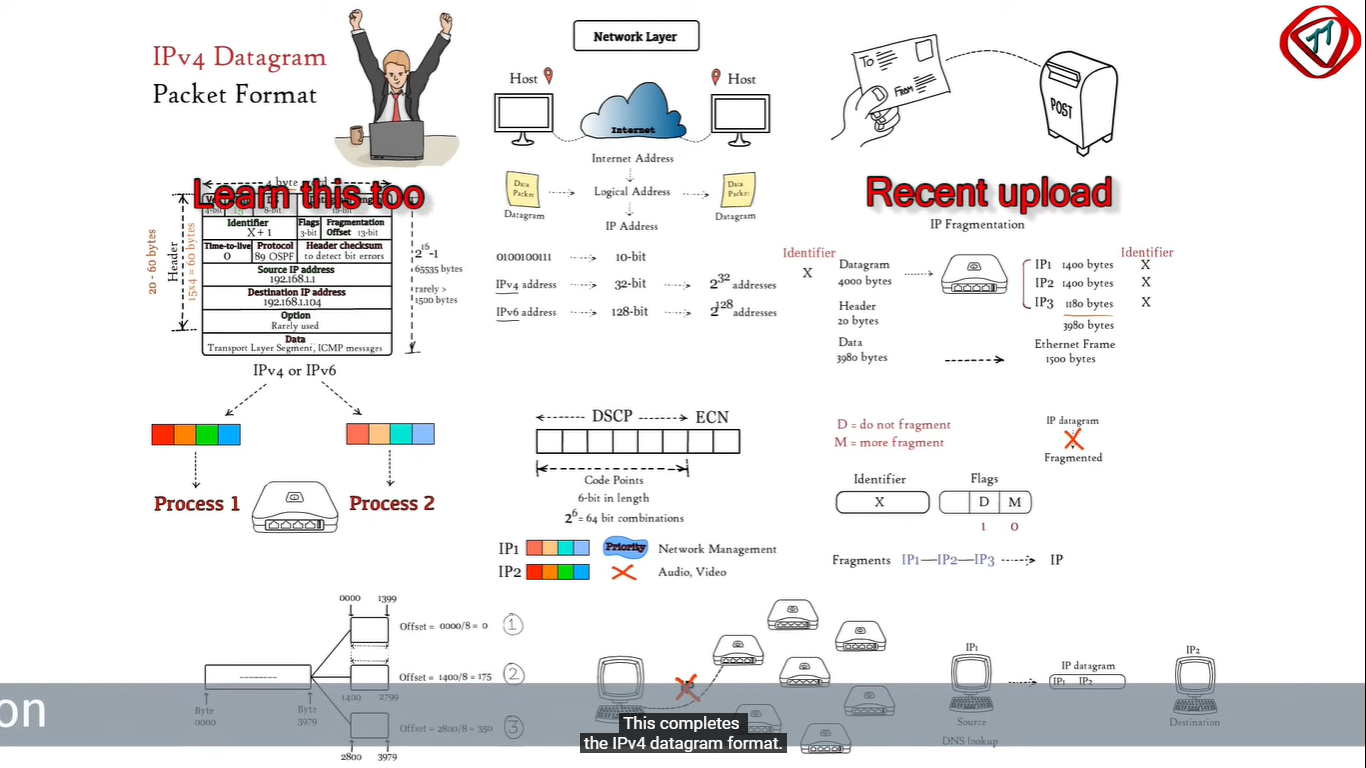 IPv4 Datagram
Packet Format
Network Layer
Host
Host
Internet
Internet Address
Data
Packet
Datagram
Logical Address
Data
Packet
Datagram
IP Address
To
From
POST
Learn this too
4 byte word
4-bit
8-bit
16-bit
Identifier
X + 1
Flags
3-bit
Fragmentation
Offset 13-bit
Time-to-live
0
Protocol
89 OSPF
Header checksum
to detect bit errors
Source IP address
192.168.1.1
Destination IP address
192.168.1.104
Option
Rarely used
Data
Transport Layer Segment, ICMP messages
20 - 60 bytes
Header
15x4 = 60 bytes
2^16-1
65535 bytes
rarely >
1500 bytes
IPv4 or IPv6
Process 1
Process 2
0100100111
10-bit
IPv4 address
32-bit
2^32 addresses
IPv6 address
128-bit
2^128 addresses
Recent upload
IP Fragmentation
Identifier
X
Datagram
4000 bytes
Header
20 bytes
Data
3980 bytes
Identifier
IP1 1400 bytes X
IP2 1400 bytes X
IP3 1180 bytes X
3980 bytes
Ethernet Frame
1500 bytes
DSCP
ECN
Code Points
6-bit in length
2^6 = 64 bit combinations
IP1
Priority
Network Management
IP2
Audio, Video
D = do not fragment
M = more fragment
IP datagram
Fragmented
Identifier
X
Flags
D M
1 0
Fragments IP1—IP2—IP3 IP
0000 1399
Offset = 0000/8 = 0 1
Offset = 1400/8 = 175 2
1400 2799
Offset = 2800/8 = 350 3
2800 3979
Byte
0000
Byte
3979
IP1
Source
DNS lookup
IP datagram
IP1 IP2
IP2
Destination
on
This completes
the IPv4 datagram format.